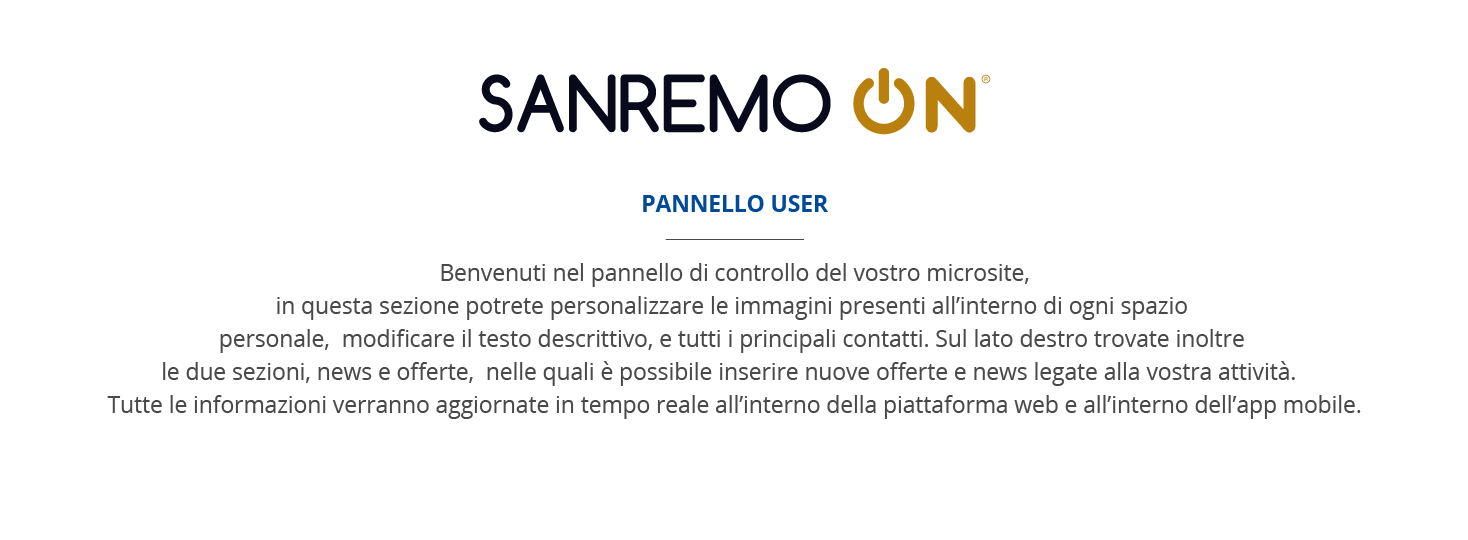 SANREMO ON®
PANNELLO USER
Benvenuti nel pannello di controllo del vostro microsite,
in questa sezione potrete personalizzare le immagini presenti all’interno di ogni spazio
personale,  modificare il testo descrittivo, e tutti i principali contatti. Sul lato destro trovate inoltre
le due sezioni, news e offerte,  nelle quali è possibile inserire nuove offerte e news legate alla vostra attività.
Tutte le informazioni verranno aggiornate in tempo reale all’interno della piattaforma web e all’interno dell’app mobile.